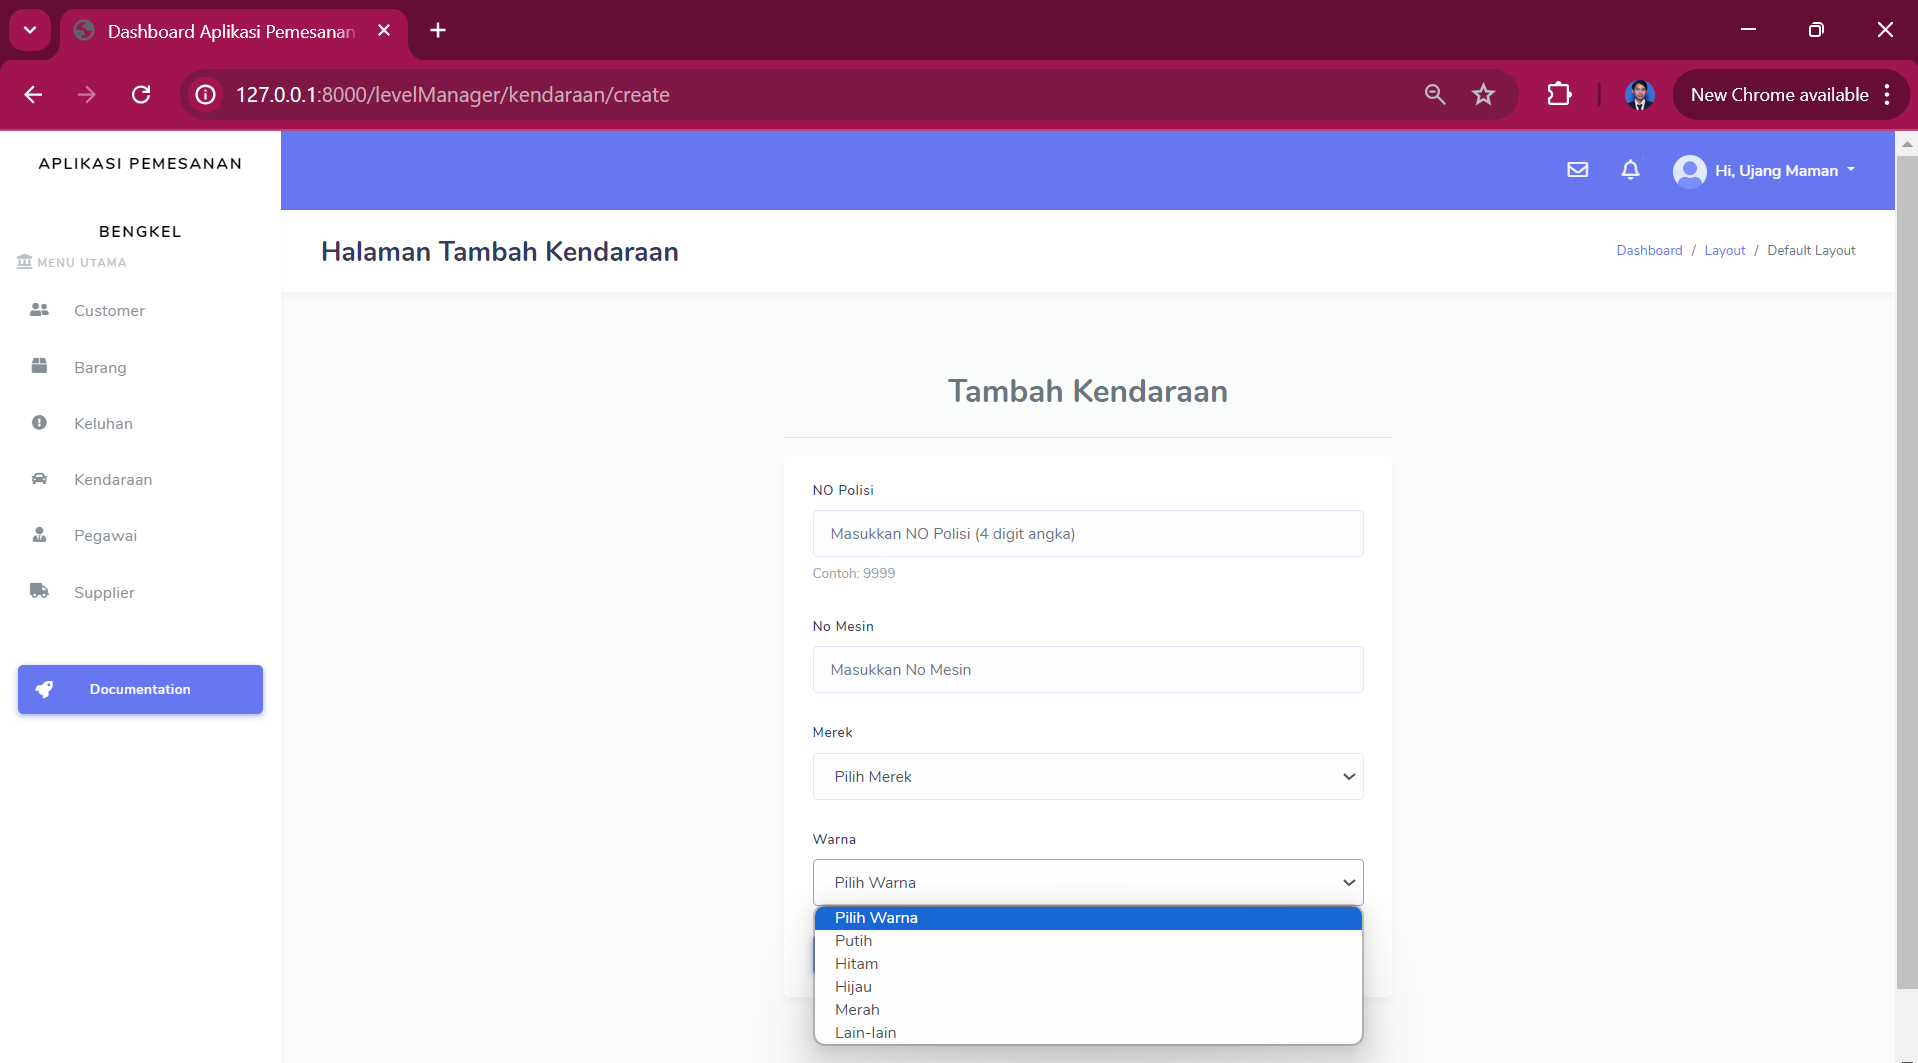 Dashboard Aplikasi Pemesanan
127.0.0.1:8000/levelManager/kendaraan/create
New Chrome available
APLIKASI PEMESANAN
BENGKEL
MENU UTAMA
Customer
Barang
Keluhan
Kendaraan
Pegawai
Supplier
Documentation
Hi, Ujang Maman
Halaman Tambah Kendaraan
Dashboard / Layout / Default Layout
Tambah Kendaraan
NO Polisi
Masukkan NO Polisi (4 digit angka)
Contoh: 9999
No Mesin
Masukkan No Mesin
Merek
Pilih Merek
Warna
Pilih Warna
Pilih Warna
Putih
Hitam
Hijau
Merah
Lain-lain